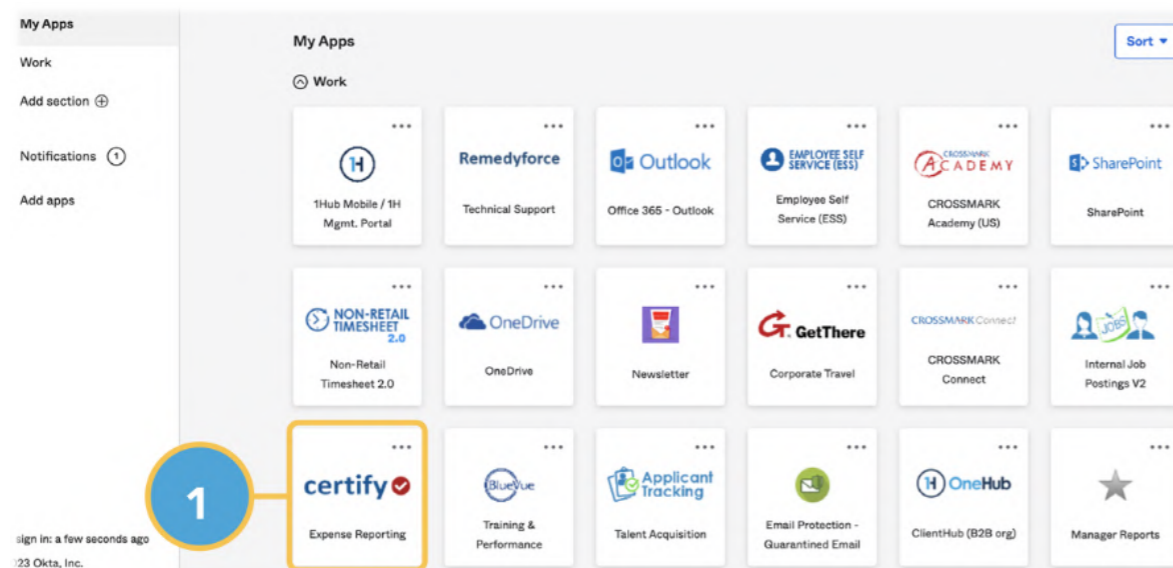 My Apps
Work
Add section
Notifications 1
Add apps
My Apps
Sort
Work
1H
1Hub Mobile / 1H
Mgmt. Portal
Remedyforce
Technical Support
Outlook
Office 365 - Outlook
EMPLOYEE SELF
SERVICE (ESS)
Employee Self
Service (ESS)
CROSSMARK
ACADEMY
CROSSMARK
Academy (US)
SharePoint
SharePoint
NON-RETAIL
TIMESHEET
2.0
Non-Retail
Timesheet 2.0
OneDrive
OneDrive
Newsletter
GetThere
Corporate Travel
CROSSMARK Connect
CROSSMARK
Connect
JOBS
Internal Job
Postings V2
1
certify
Expense Reporting
BlueVue
Training &
Performance
Applicant
Tracking
Talent Acquisition
Email Protection -
Quarantined Email
1H OneHub
ClientHub (B2B org)
Manager Reports
sign in: a few seconds ago
23 Okta, Inc.